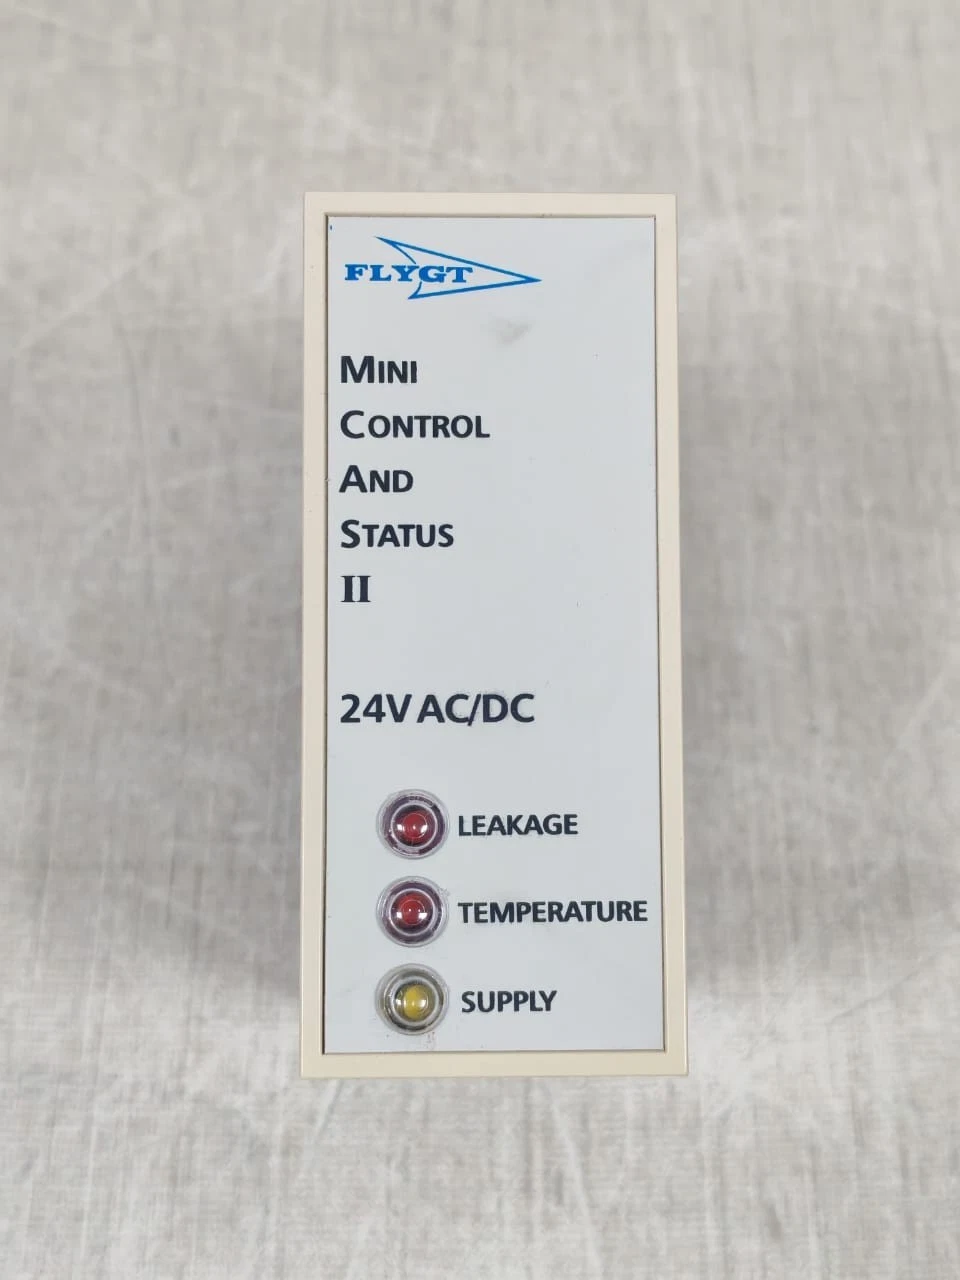 FLYGT
MINI
CONTROL
AND
STATUS
II
24V AC/DC
LEAKAGE
TEMPERATURE
SUPPLY